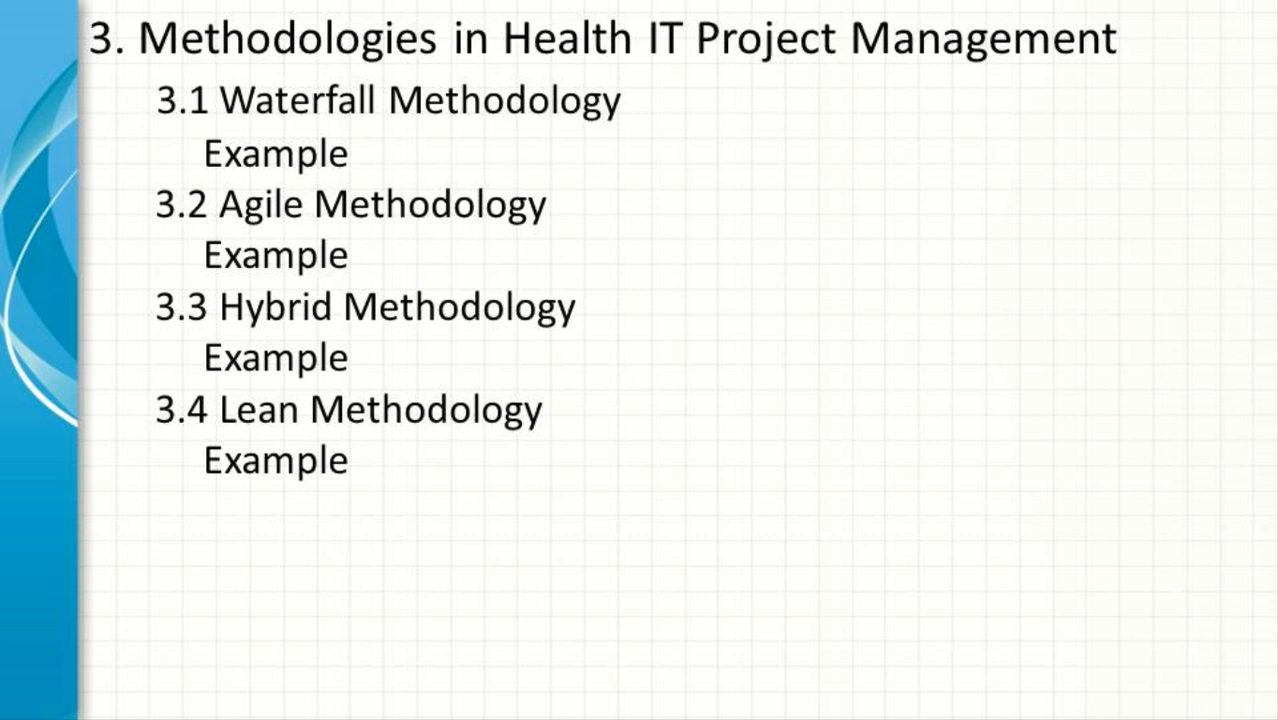 3. Methodologies in Health IT Project Management
3.1 Waterfall Methodology
Example
3.2 Agile Methodology
Example
3.3 Hybrid Methodology
Example
3.4 Lean Methodology
Example